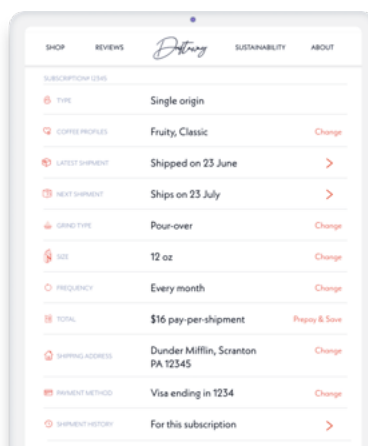 SHOP REVIEWS Driftaway SUSTAINABILITY ABOUT
SUBSCRIPTION# 12345
TYPE Single origin
COFFEE PROFILES Fruity, Classic Change
LATEST SHIPMENT Shipped on 23 June >
NEXT SHIPMENT Ships on 23 July >
GRIND TYPE Pour-over Change
SIZE 12 oz Change
FREQUENCY Every month Change
TOTAL $16 pay-per-shipment Prepay & Save
SHIPPING ADDRESS Dunder Mifflin, Scranton Change
PA 12345
PAYMENT METHOD Visa ending in 1234 Change
SHIPMENT HISTORY For this subscription >